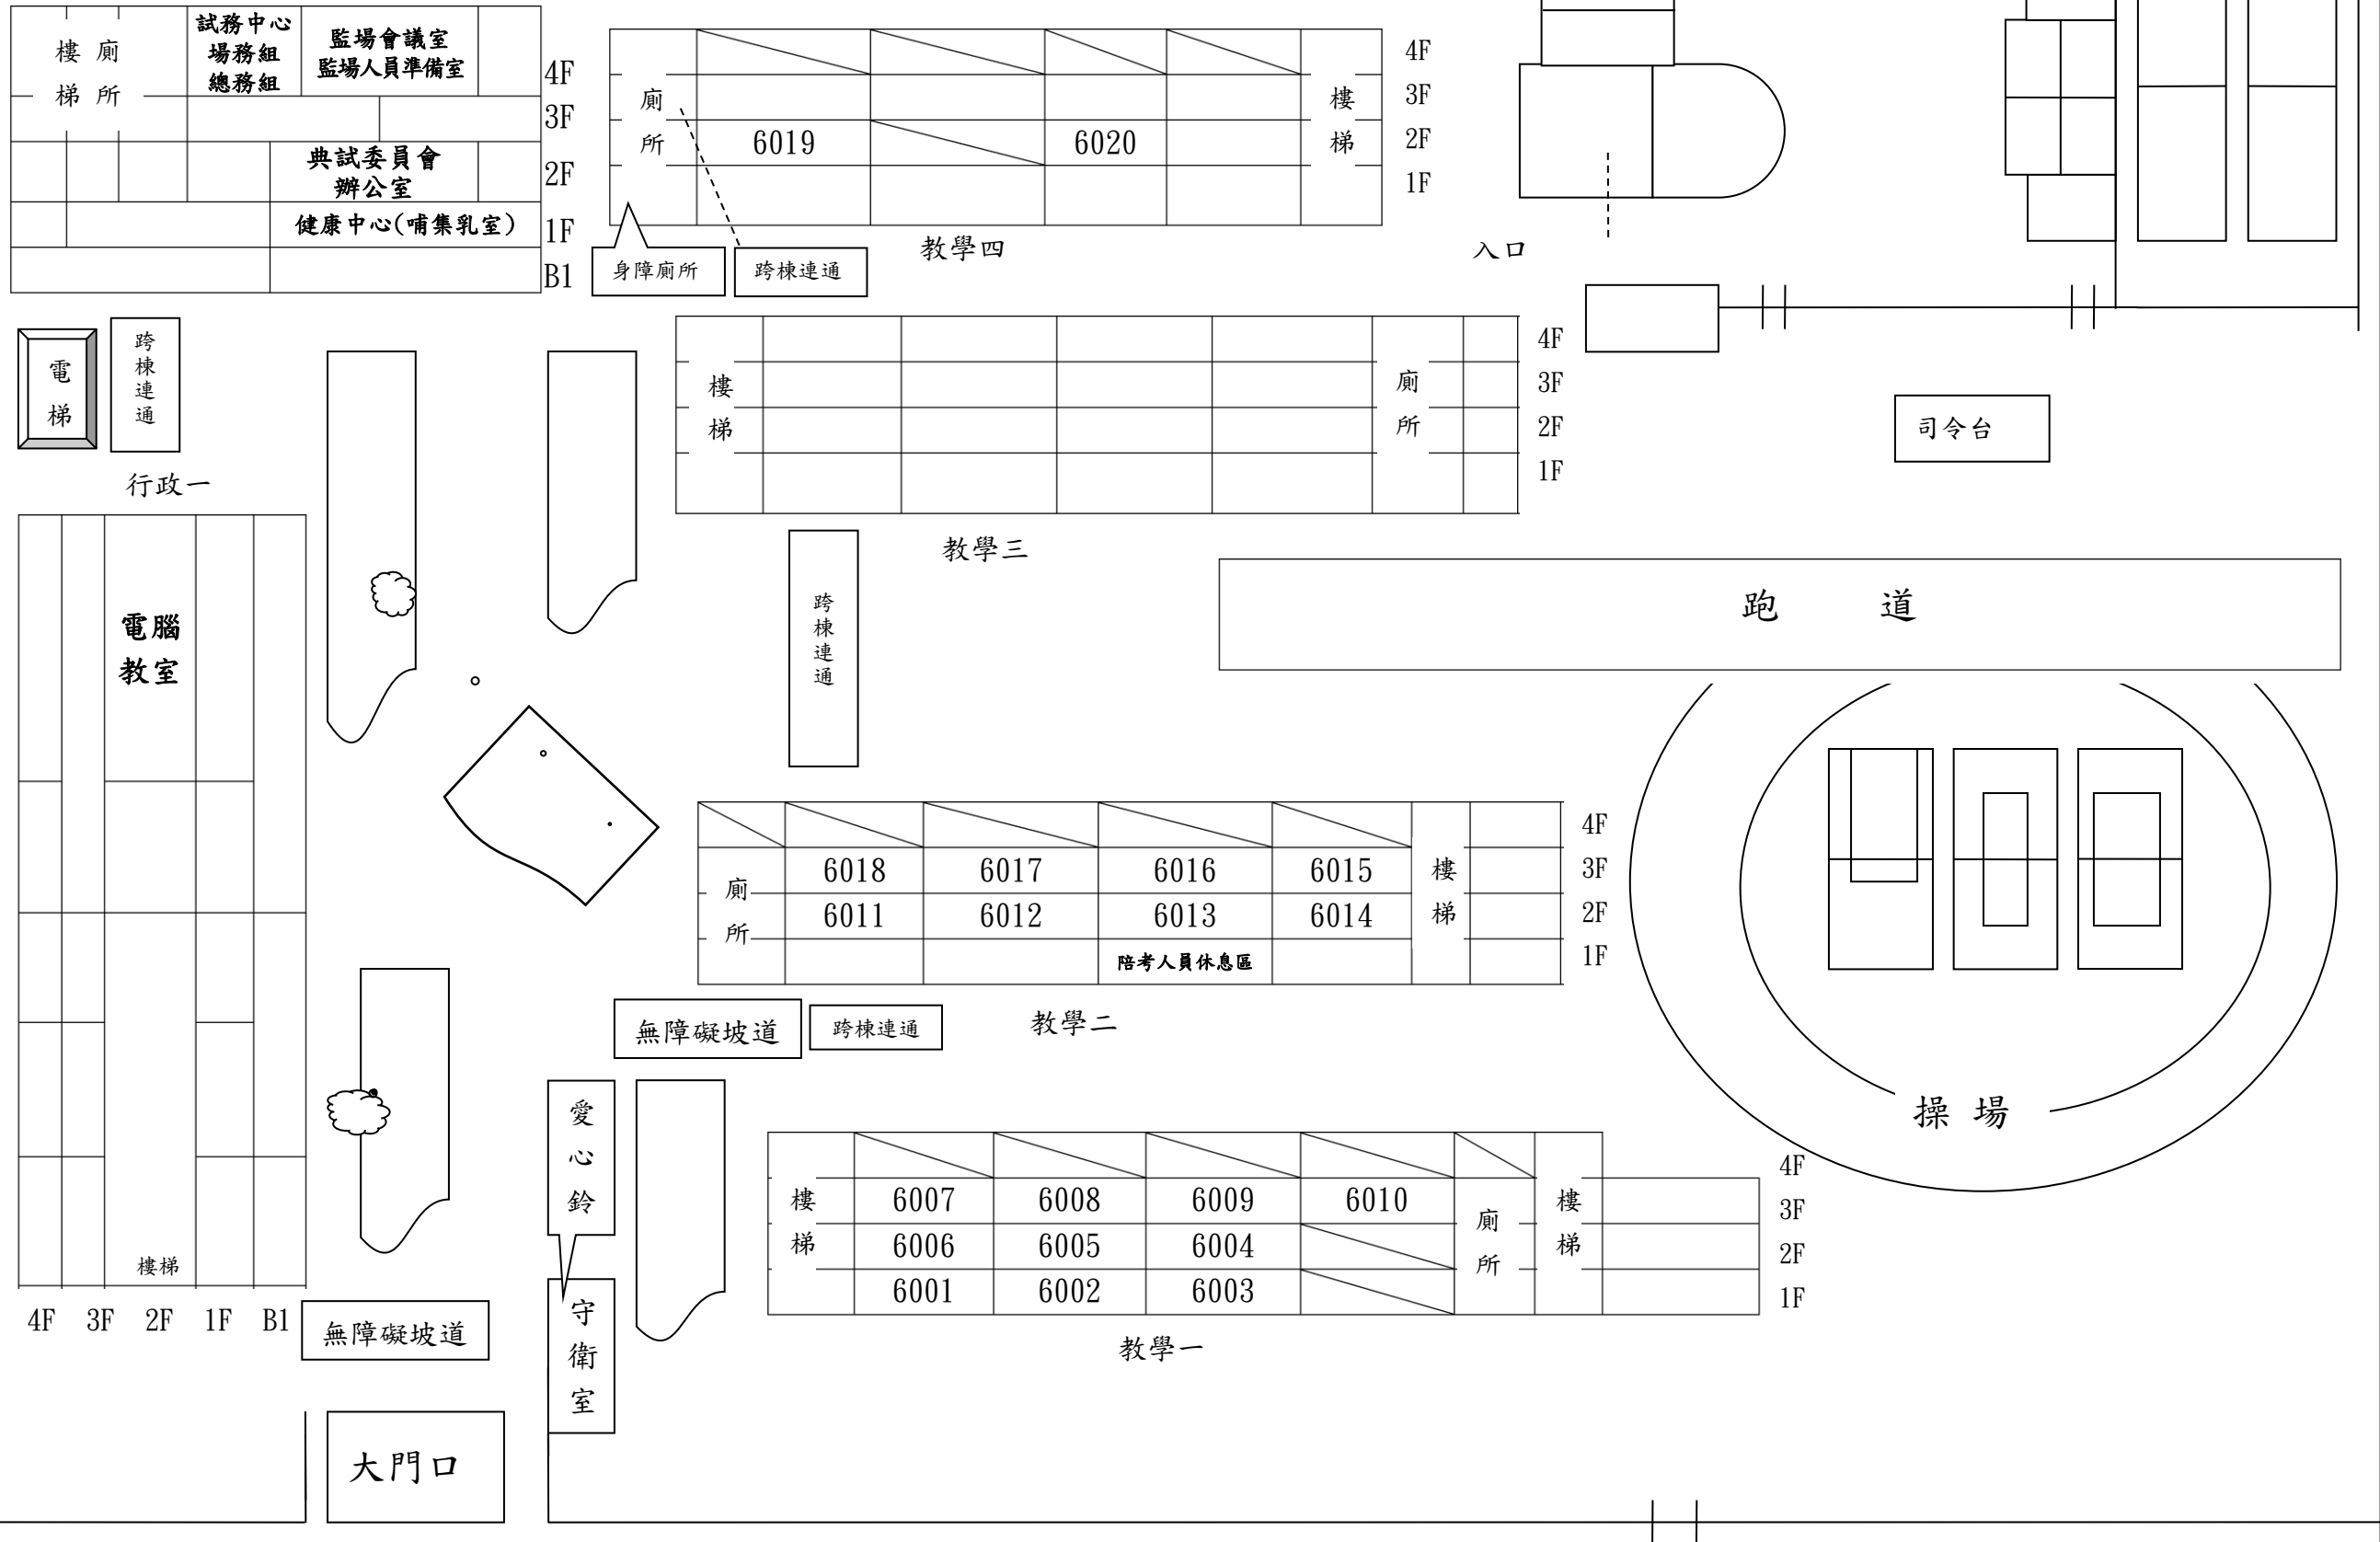 樓 廁
梯 所
試務中心
場務組
總務組
監場會議室
監場人員準備室
典試委員會
辦公室
健康中心(哺集乳室)
4F
3F
2F
1F
B1
廁
所
6019
6020
樓
梯
4F
3F
2F
1F
身障廁所
跨棟連通
教學四
入口
電
梯
跨
棟
連
通
行政一
樓
梯
廁
所
4F
3F
2F
1F
教學三
司令台
跨
棟
連
通
跑 道
電腦
教室
樓梯
4F 3F 2F 1F B1
廁
所
6018 6017 6016 6015
6011 6012 6013 6014
陪考人員休息區
樓
梯
4F
3F
2F
1F
無障礙坡道
跨棟連通
教學二
操 場
愛
心
鈴
守
衛
室
樓
梯
6007 6008 6009 6010
6006 6005 6004
6001 6002 6003
廁
所
樓
梯
4F
3F
2F
1F
教學一
無障礙坡道
大門口